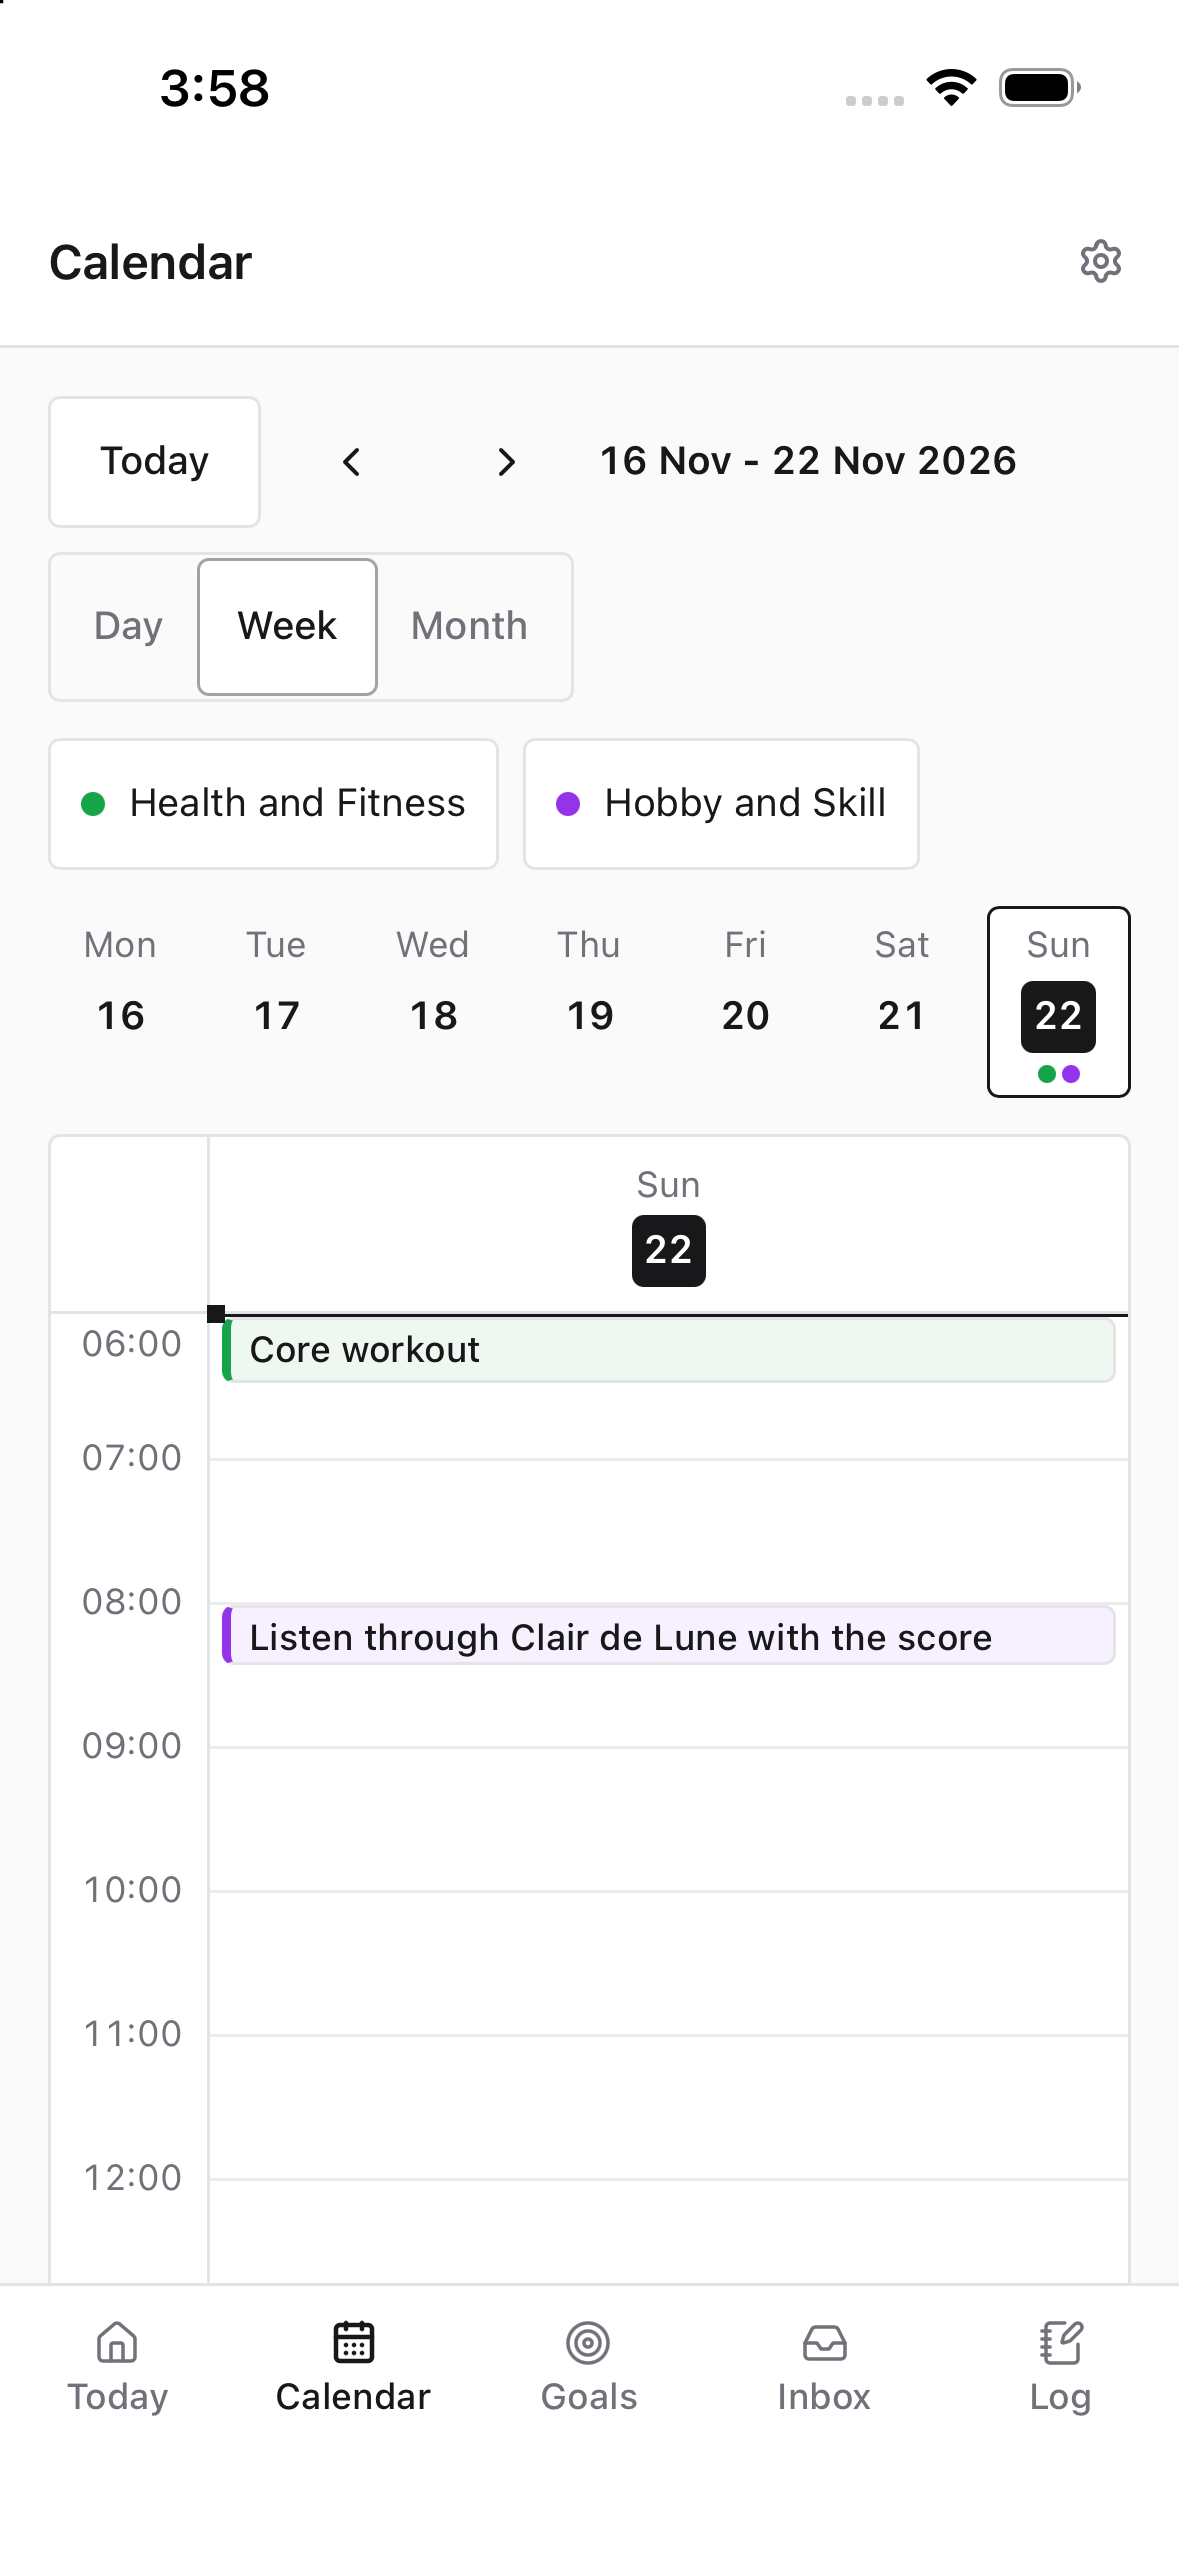 3:58
Calendar
Today
16 Nov - 22 Nov 2026
Day Week Month
Health and Fitness Hobby and Skill
Mon Tue Wed Thu Fri Sat Sun
16 17 18 19 20 21 22
Sun
22
06:00
Core workout
07:00
08:00
Listen through Clair de Lune with the score
09:00
10:00
11:00
12:00
Today Calendar Goals Inbox Log